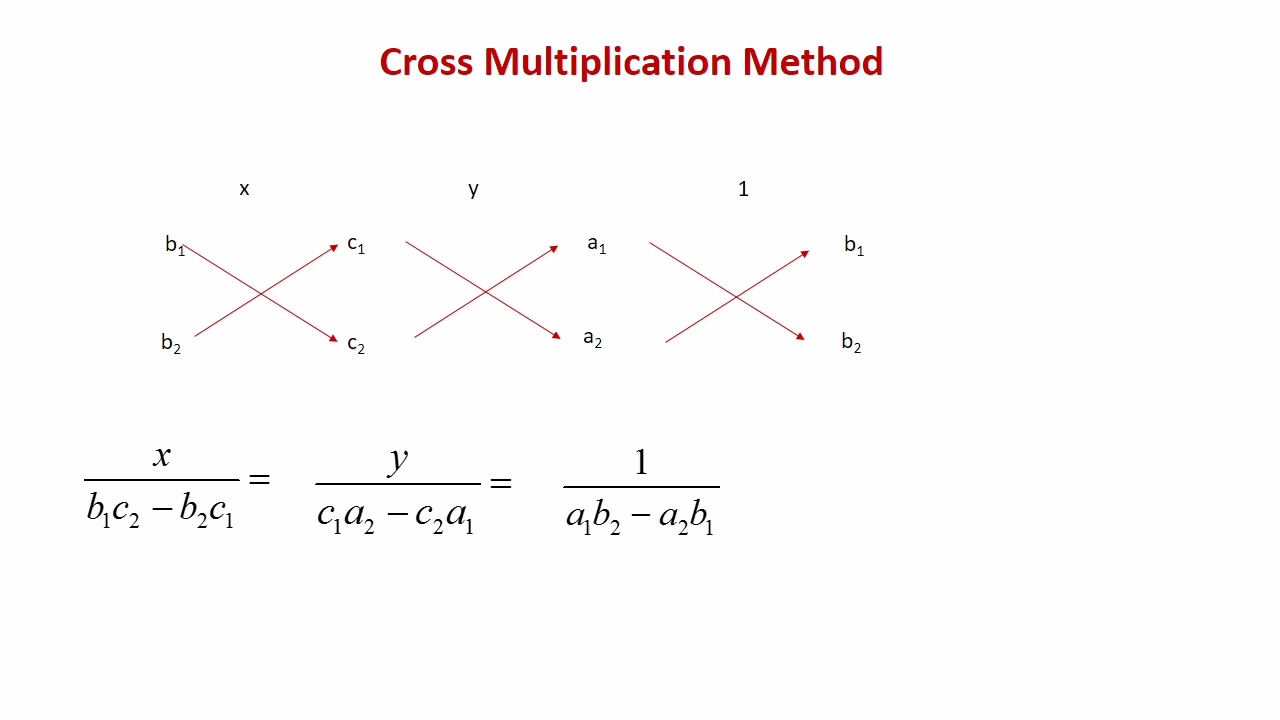 Cross Multiplication Method
x y 1
b₁ c₁ a₁ b₁
b₂ c₂ a₂ b₂
x/(b₁c₂ − b₂c₁) = y/(c₁a₂ − c₂a₁) = 1/(a₁b₂ − a₂b₁)